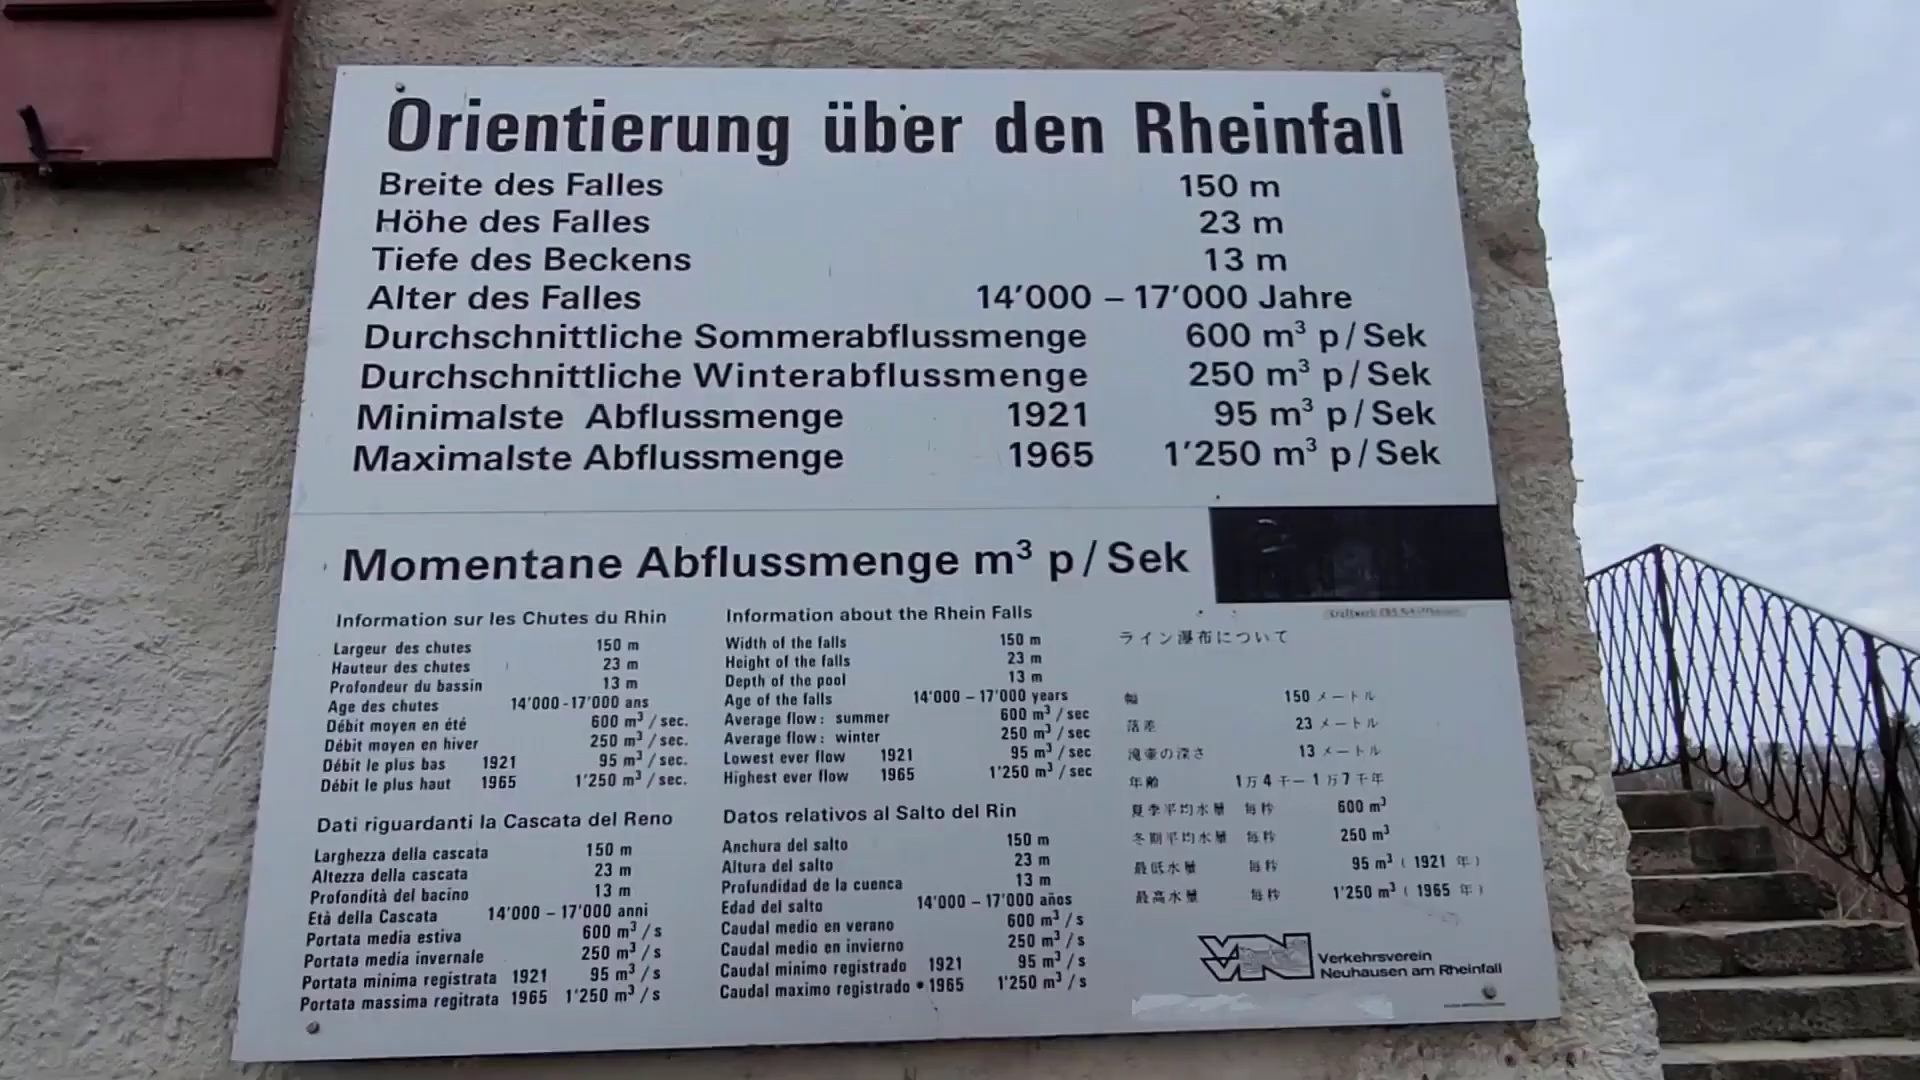 Orientierung über den Rheinfall
Breite des Falles 150 m
Höhe des Falles 23 m
Tiefe des Beckens 13 m
Alter des Falles 14’000 – 17’000 Jahre
Durchschnittliche Sommerabflussmenge 600 m³ p/Sek
Durchschnittliche Winterabflussmenge 250 m³ p/Sek
Minimalste Abflussmenge 1921 95 m³ p/Sek
Maximalste Abflussmenge 1965 1’250 m³ p/Sek
Momentane Abflussmenge m³ p/Sek
Information sur les Chutes du Rhin
Largeur des chutes 150 m
Hauteur des chutes 23 m
Profondeur du bassin 13 m
Age des chutes 14’000 - 17’000 ans
Débit moyen en été 600 m³ / sec.
Débit moyen en hiver 250 m³ / sec.
Débit le plus bas 1921 95 m³ / sec.
Débit le plus haut 1965 1’250 m³ / sec.
Information about the Rhein Falls
Width of the falls 150 m
Height of the falls 23 m
Depth of the pool 13 m
Age of the falls 14’000 – 17’000 years
Average flow: summer 600 m³ / sec
Average flow: winter 250 m³ / sec
Lowest ever flow 1921 95 m³ / sec
Highest ever flow 1965 1’250 m³ / sec
ライン瀑布について
幅 150 メートル
落差 23 メートル
滝壷の深さ 13 メートル
年齢 1万4千ー1万7千年
夏季平均水量 毎秒 600 m³
冬期平均水量 毎秒 250 m³
最低水量 毎秒 95 m³ ( 1921 年 )
最高水量 毎秒 1’250 m³ ( 1965 年 )
Dati riguardanti la Cascata del Reno
Larghezza della cascata 150 m
Altezza della cascata 23 m
Profondità del bacino 13 m
Età della Cascata 14’000 – 17’000 anni
Portata media estiva 600 m³ / s
Portata media invernale 250 m³ / s
Portata minima registrata 1921 95 m³ / s
Portata massima regitrata 1965 1’250 m³ / s
Datos relativos al Salto del Rin
Anchura del salto 150 m
Altura del salto 23 m
Profundidad de la cuenca 13 m
Edad del salto 14’000 – 17’000 años
Caudal medio en verano 600 m³ / s
Caudal medio en invierno 250 m³ / s
Caudal minimo registrado 1921 95 m³ / s
Caudal maximo registrado 1965 1’250 m³ / s
VVN
Verkehrsverein
Neuhausen am Rheinfall